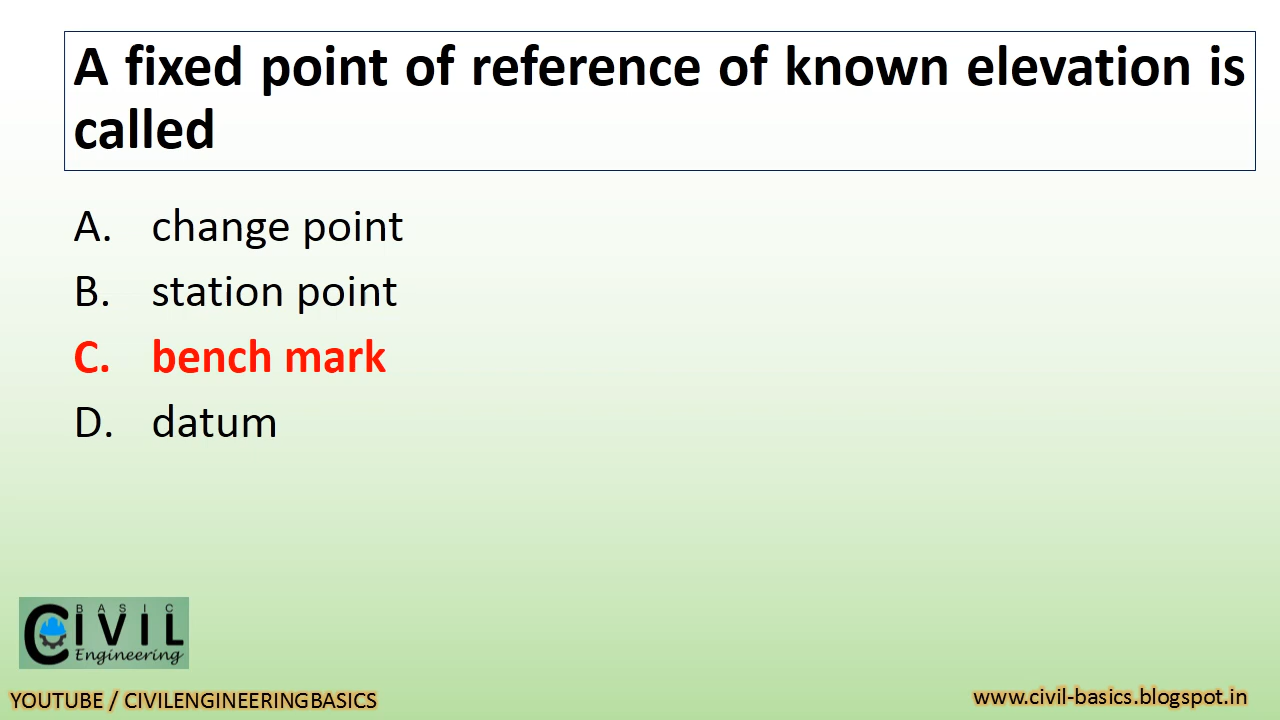 A fixed point of reference of known elevation is
called
A. change point
B. station point
C. bench mark
D. datum
BASIC
CIVIL
Engineering
YOUTUBE / CIVILENGINEERINGBASICS
www.civil-basics.blogspot.in